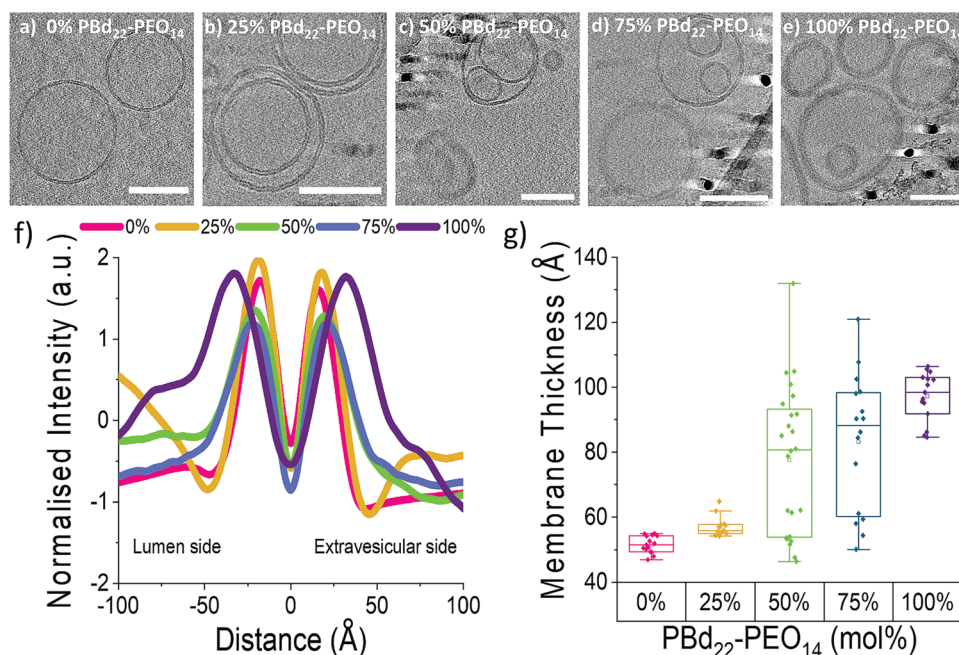 a) 0% PBd₂₂-PEO₁₄
b) 25% PBd₂₂-PEO₁₄
c) 50% PBd₂₂-PEO₁₄
d) 75% PBd₂₂-PEO₁₄
e) 100% PBd₂₂-PEO₁₄
f)
0% 25% 50% 75% 100%
Normalised Intensity (a.u.)
2
1
0
-1
-2
Lumen side Extravesicular side
-100 -50 0 50 100
Distance (Å)
g)
Membrane Thickness (Å)
140
120
100
80
60
40
0% 25% 50% 75% 100%
PBd₂₂-PEO₁₄ (mol%)